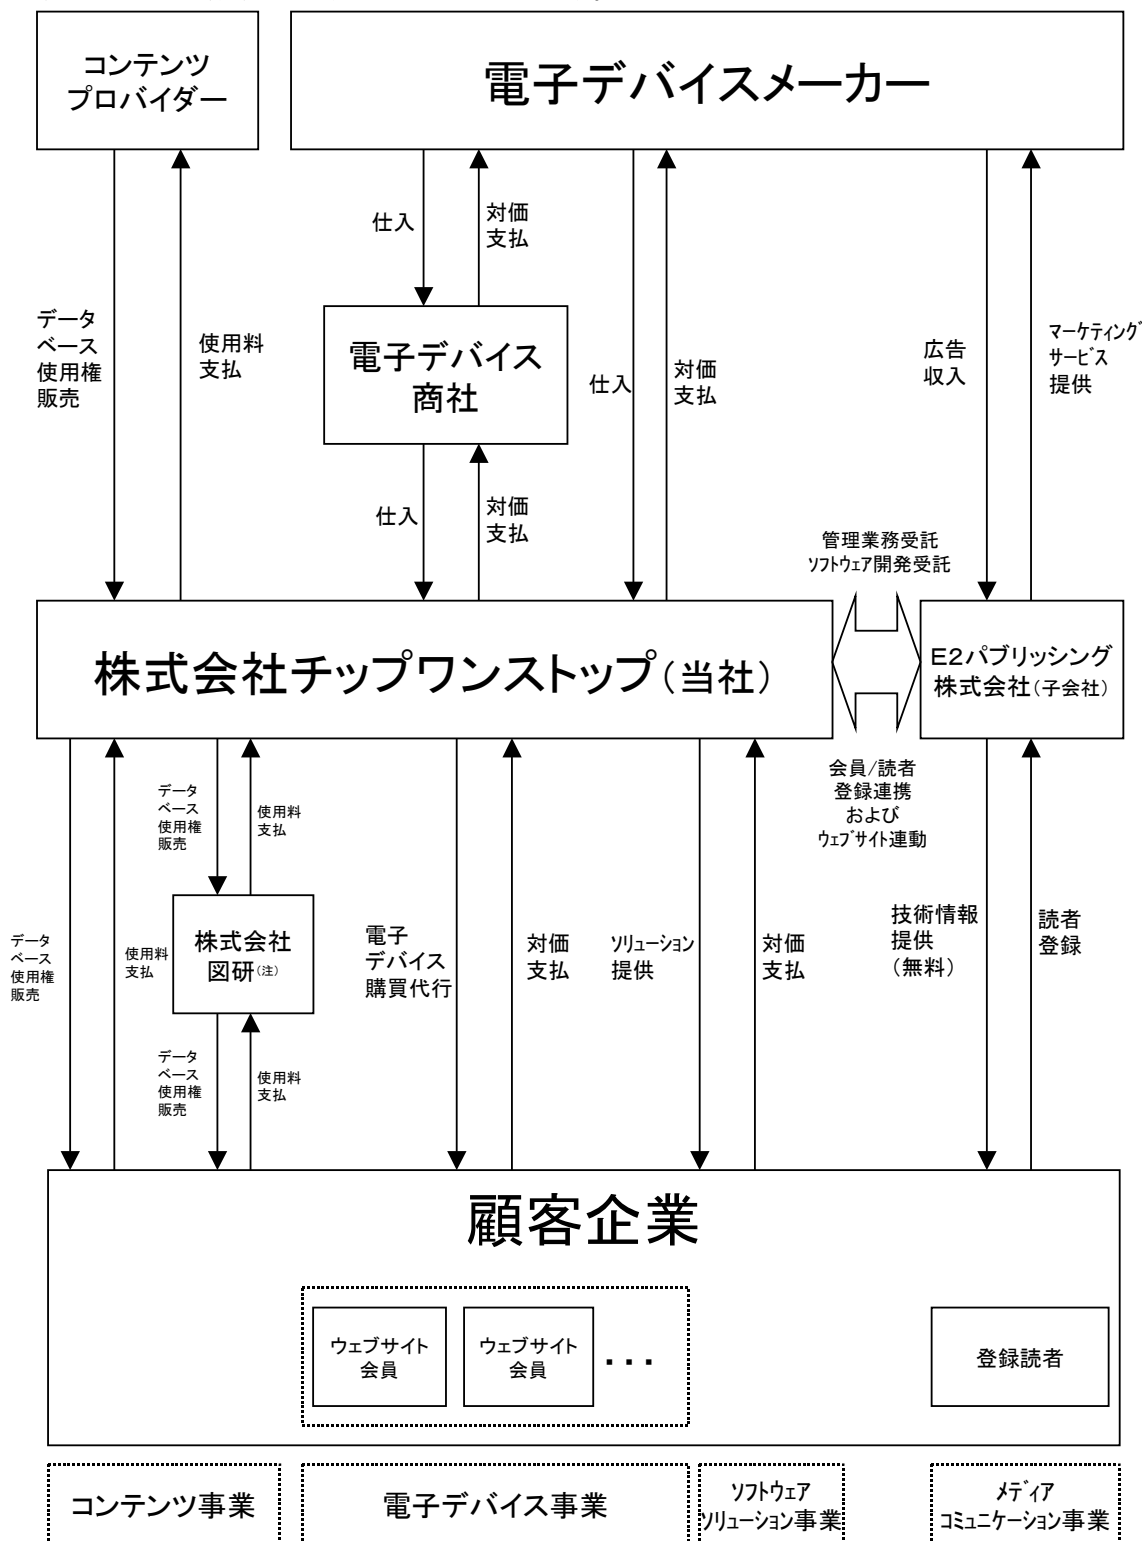 コンテンツ
プロバイダー
電子デバイスメーカー
仕入
対価
支払
データ
ベース
使用権
販売
使用料
支払
電子デバイス
商社
仕入
対価
支払
広告
収入
マーケティング
サービス
提供
仕入
対価
支払
管理業務受託
ソフトウェア開発受託
株式会社チップワンストップ(当社)
E2パブリッシング
株式会社(子会社)
会員/読者
登録連携
および
ウェブサイト連動
データ
ベース
使用権
販売
使用料
支払
データ
ベース
使用権
販売
使用料
支払
株式会社
図研(注)
電子
デバイス
購買代行
対価
支払
ソリューション
提供
対価
支払
技術情報
提供
(無料)
読者
登録
データ
ベース
使用権
販売
使用料
支払
顧客企業
ウェブサイト
会員
ウェブサイト
会員
・・・
登録読者
コンテンツ事業
電子デバイス事業
ソフトウェア
ソリューション事業
メディア
コミュニケーション事業